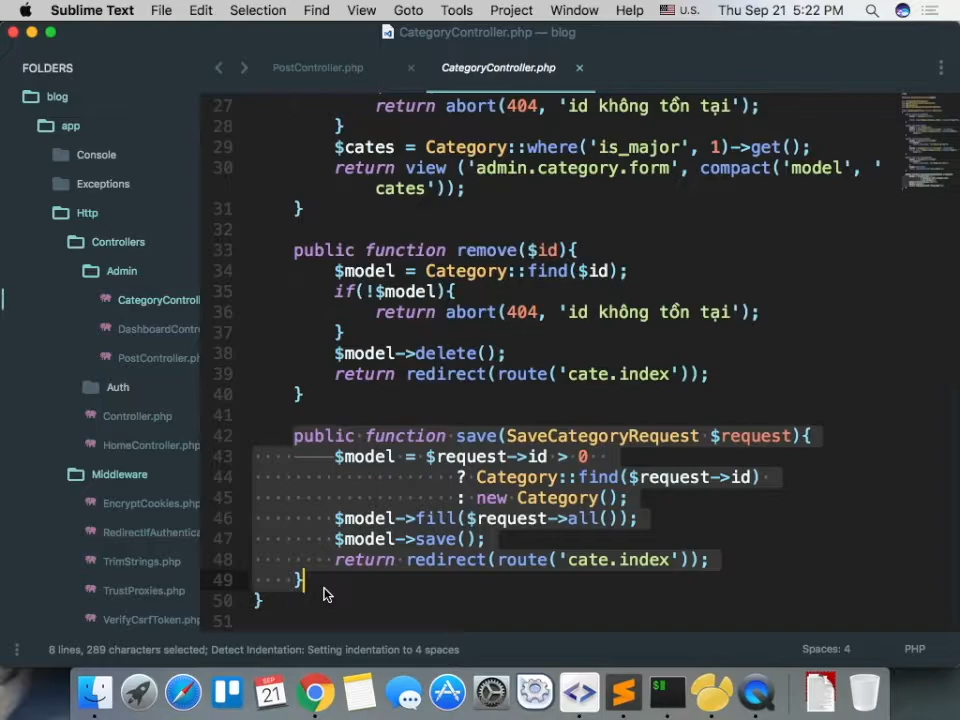 Sublime Text File Edit Selection Find View Goto Tools Project Window Help U.S. Thu Sep 21 5:22 PM
CategoryController.php — blog
FOLDERS
PostController.php
CategoryController.php
blog
app
Console
Exceptions
Http
Controllers
Admin
CategoryControll
DashboardContro
PostController.ph
Auth
Controller.php
HomeController.php
Middleware
EncryptCookies.php
RedirectIfAuthentica
TrimStrings.php
TrustProxies.php
VerifyCsrfToken.php
27 return abort(404, 'id không tồn tại');
28 }
29 $cates = Category::where('is_major', 1)->get();
30 return view ('admin.category.form', compact('model', '
cates'));
31 }
32
33 public function remove($id){
34 $model = Category::find($id);
35 if(!$model){
36 return abort(404, 'id không tồn tại');
37 }
38 $model->delete();
39 return redirect(route('cate.index'));
40 }
41
42 public function save(SaveCategoryRequest $request){
43 $model = $request->id > 0
44 ? Category::find($request->id)
45 : new Category();
46 $model->fill($request->all());
47 $model->save();
48 return redirect(route('cate.index'));
49 }
50 }
51
8 lines, 289 characters selected; Detect Indentation: Setting indentation to 4 spaces Spaces: 4 PHP
SEP
21